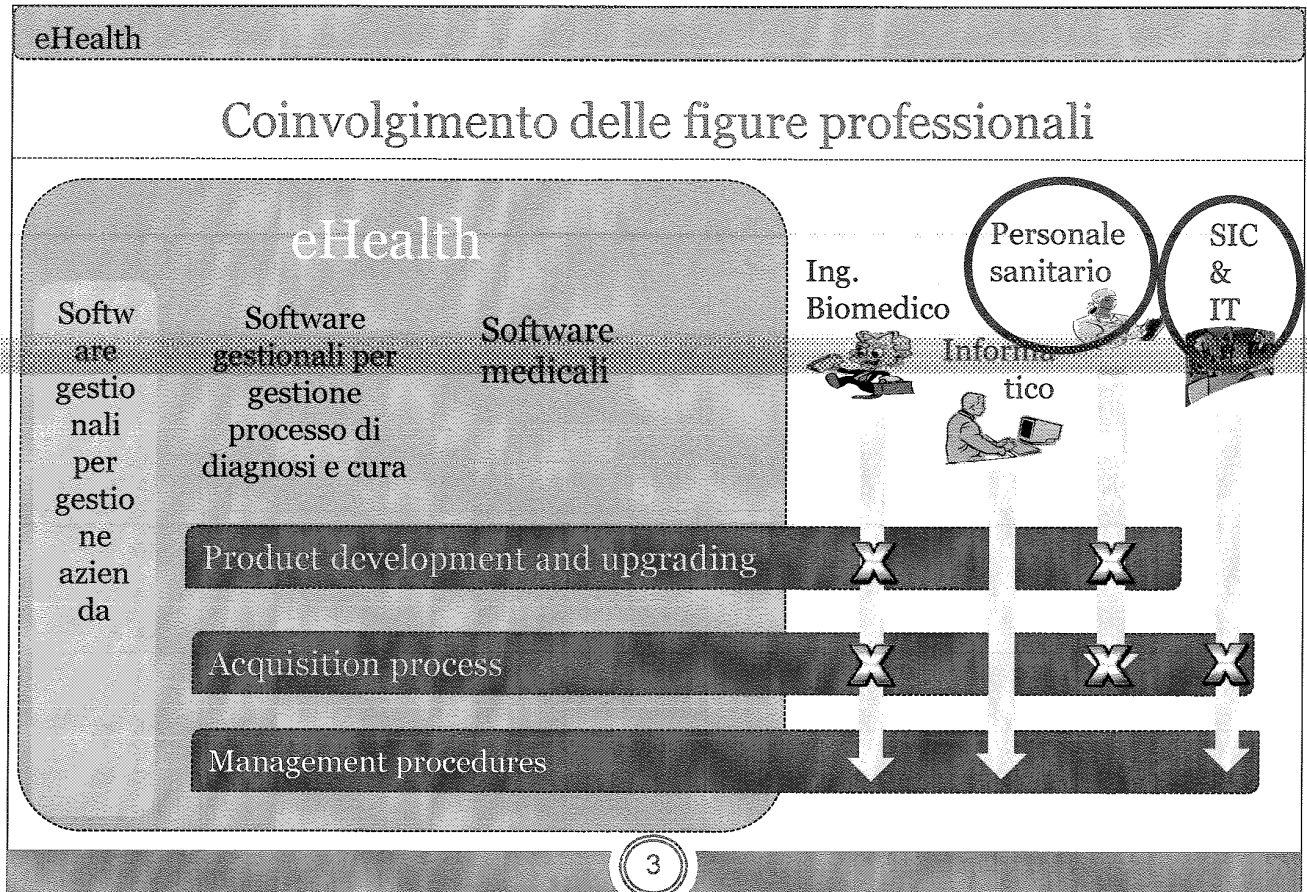 eHealth
Coinvolgimento delle figure professionali
eHealth
Softw
are
gestio
nali
per
gestio
ne
azien
da
Software
gestionali per
gestione
processo di
diagnosi e cura
Software
medicali
Ing.
Biomedico
Informa
tico
Personale
sanitario
SIC
&
IT
Product development and upgrading
X
X
Acquisition process
X
X
X
Management procedures
3